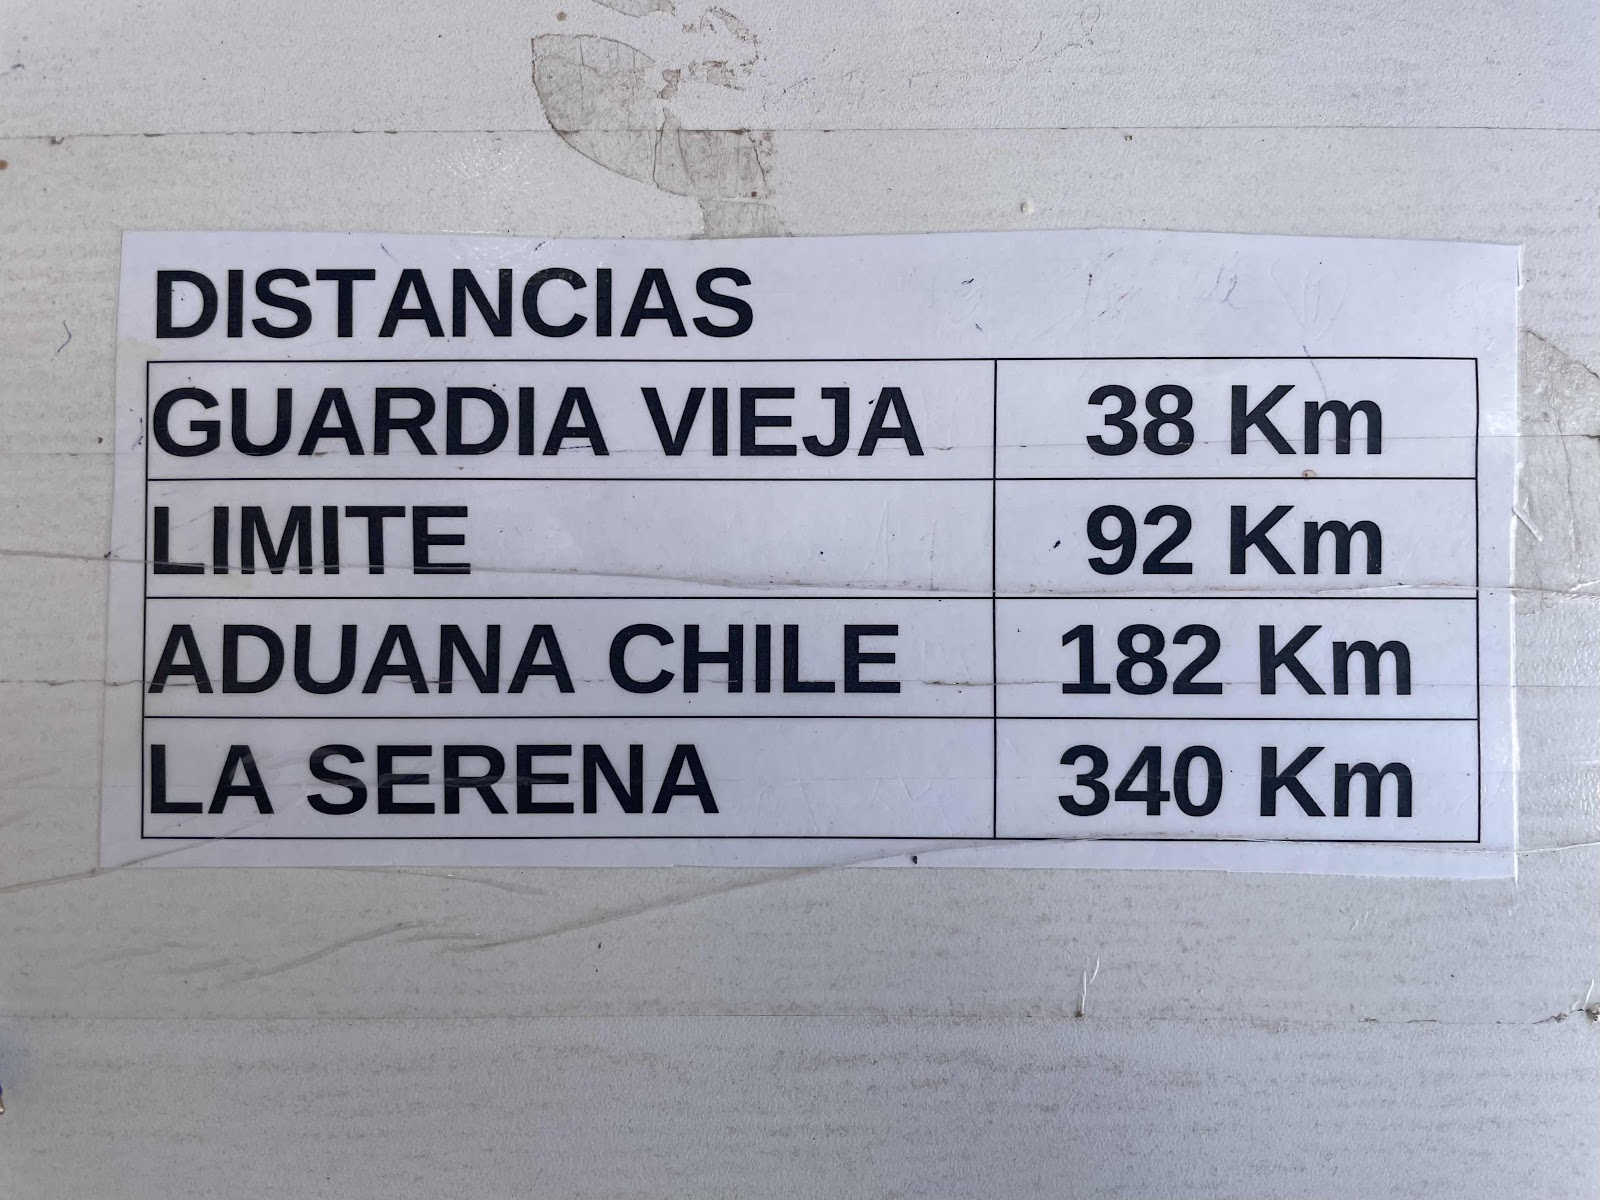 DISTANCIAS
GUARDIA VIEJA 38 Km
LIMITE 92 Km
ADUANA CHILE 182 Km
LA SERENA 340 Km